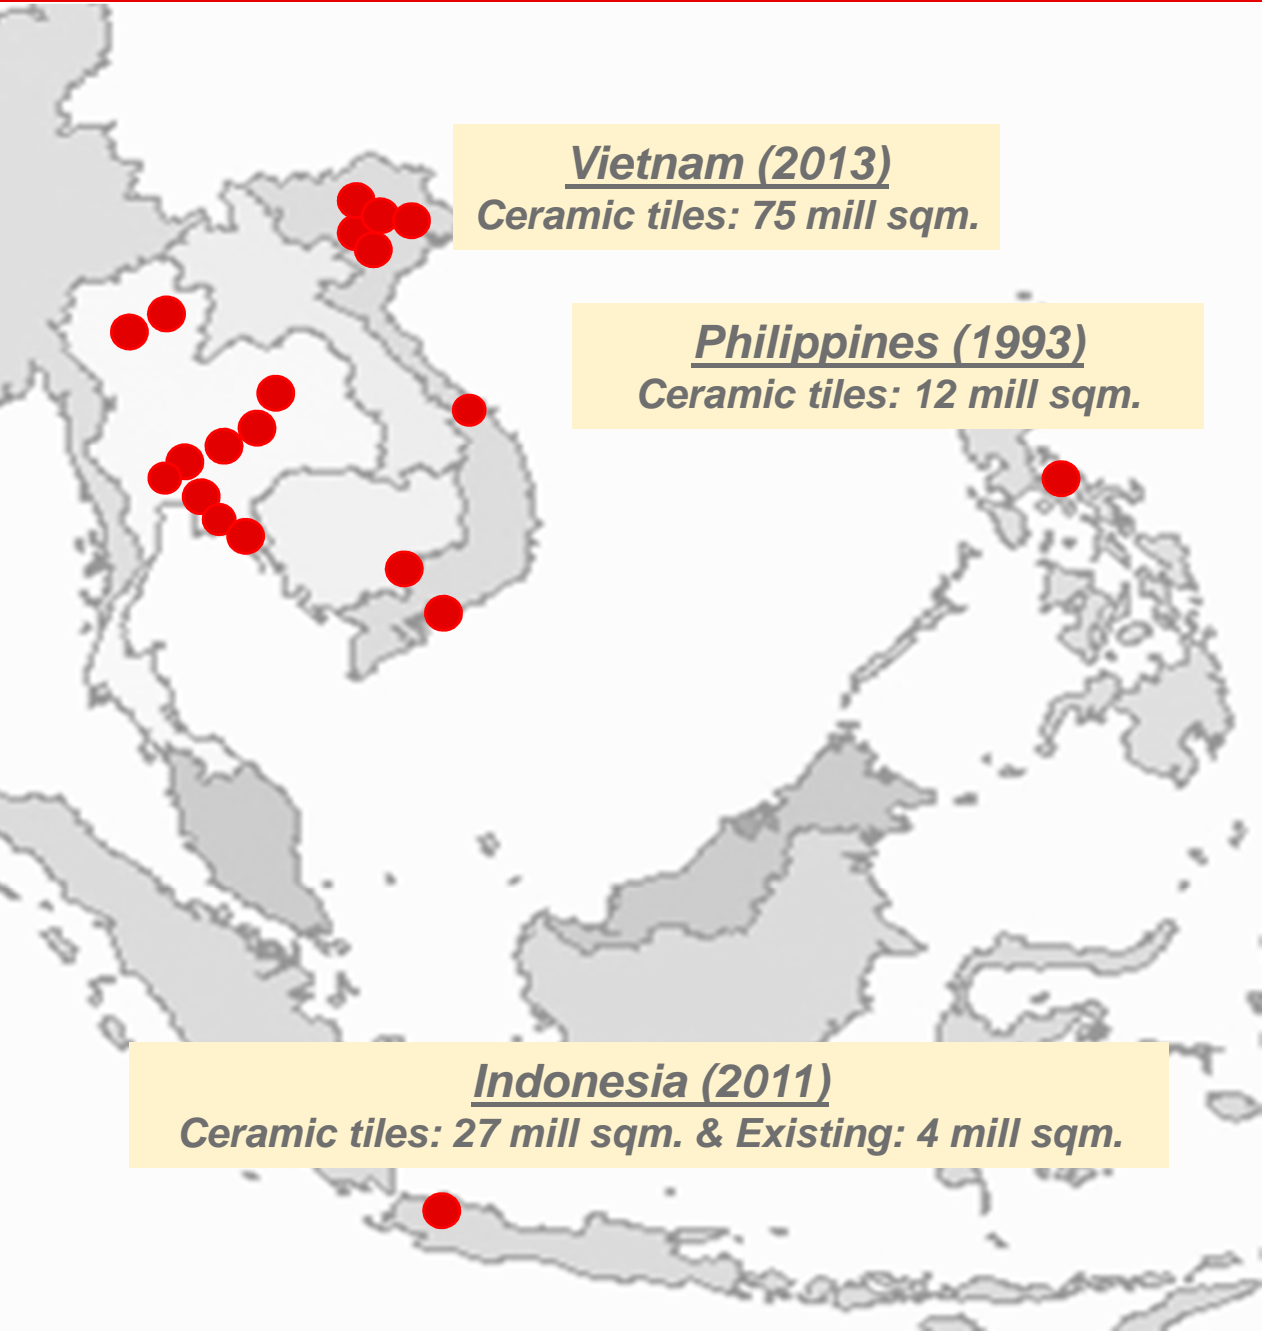 Vietnam (2013)
Ceramic tiles: 75 mill sqm.
Philippines (1993)
Ceramic tiles: 12 mill sqm.
Indonesia (2011)
Ceramic tiles: 27 mill sqm. & Existing: 4 mill sqm.